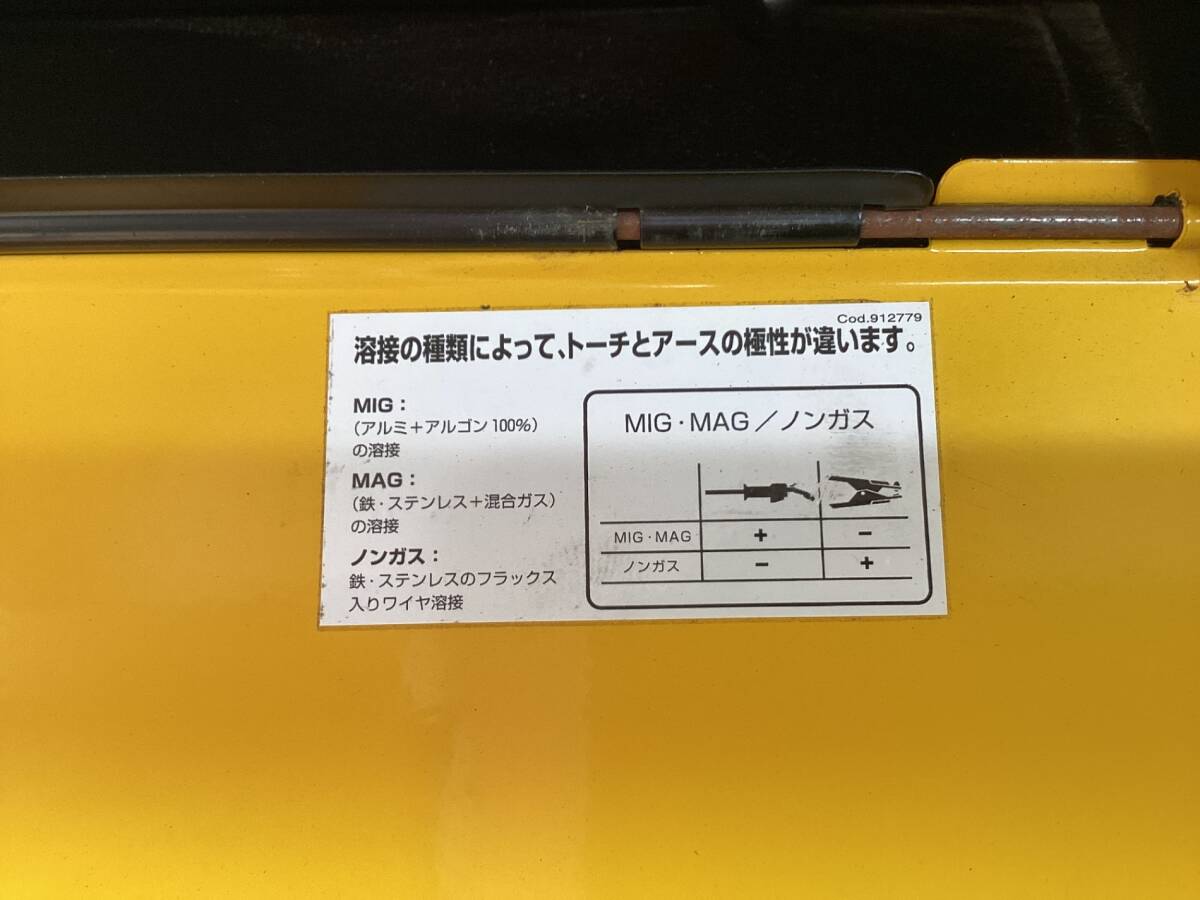 Cod.912779
溶接の種類によって、トーチとアースの極性が違います。
MIG：
（アルミ＋アルゴン100%）
の溶接
MAG：
（鉄・ステンレス＋混合ガス）
の溶接
ノンガス：
鉄・ステンレスのフラックス
入りワイヤ溶接
MIG・MAG／ノンガス
MIG・MAG + −
ノンガス − +